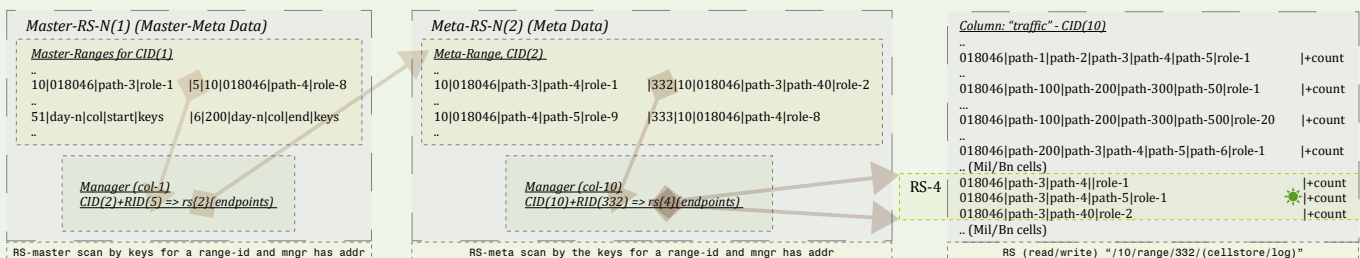 Master-RS-N(1) (Master-Meta Data)
Master-Ranges for CID(1)
..
10|018046|path-3|role-1 |5|10|018046|path-4|role-8
..
51|day-n|col|start|keys |6|200|day-n|col|end|keys
..
Manager (col-1)
CID(2)+RID(5) => rs{2}(endpoints)
RS-master scan by keys for a range-id and mngr has addr
Meta-RS-N(2) (Meta Data)
Meta-Range, CID(2)
..
10|018046|path-3|path-4|role-1 |332|10|018046|path-3|path-40|role-2
..
10|018046|path-4|path-5|role-9 |333|10|018046|path-4|role-8
..
Manager (col-10)
CID(10)+RID(332) => rs{4}(endpoints)
RS-meta scan by the keys for a range-id and mngr has addr
Column: “traffic” - CID(10)
..
018046|path-1|path-2|path-3|path-4|path-5|role-1 |+count
..
018046|path-100|path-200|path-300|path-50|role-1 |+count
...
018046|path-100|path-200|path-300|path-500|role-20 |+count
..
018046|path-200|path-3|path-4|path-5|path-6|role-1 |+count
.. (Mil/Bn cells)
RS-4
018046|path-3|path-4||role-1 |+count
018046|path-3|path-4|path-5|role-1 |+count
018046|path-3|path-40|role-2 |+count
.. (Mil/Bn cells)
RS (read/write) “/10/range/332/(cellstore/log)”